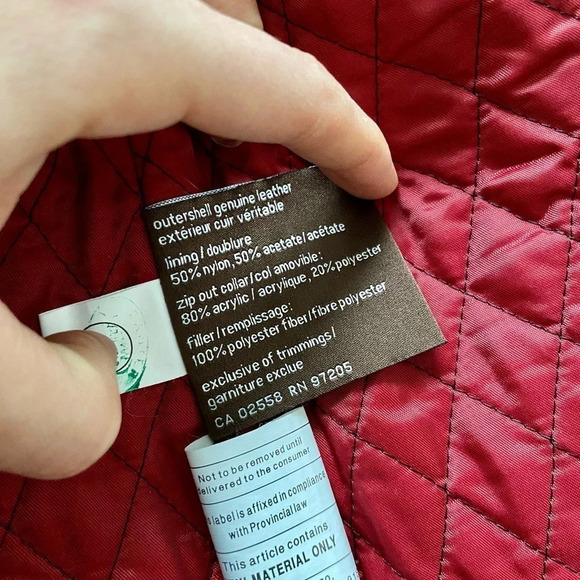 outershell genuine leather
extérieur cuir véritable
lining/doublure
50% nylon, 50% acetate/acétate
zip out collar/col amovible:
80% acrylic / acrylique, 20% polyester
filler/remplissage:
100% polyester fiber/fibre polyester
exclusive of trimmings/
garniture exclue
CA 02558 RN 97205
Not to be removed until
delivered to the consumer
label is affixed in compliance
with Provincial law
This article contains
MATERIAL ONLY